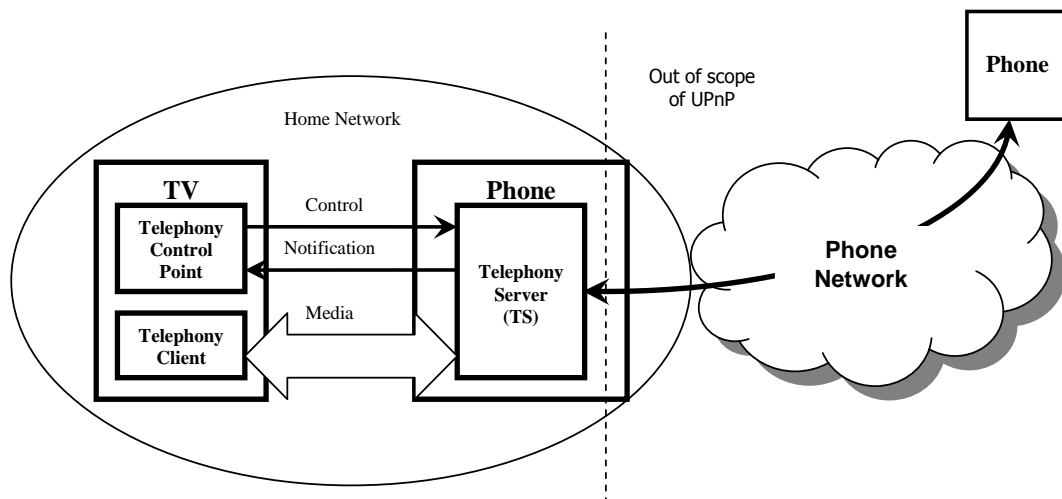 Out of scope
of UPnP
Phone
Home Network
TV
Phone
Telephony
Control
Point
Control
Notification
Telephony
Server
(TS)
Media
Telephony
Client
Phone
Network